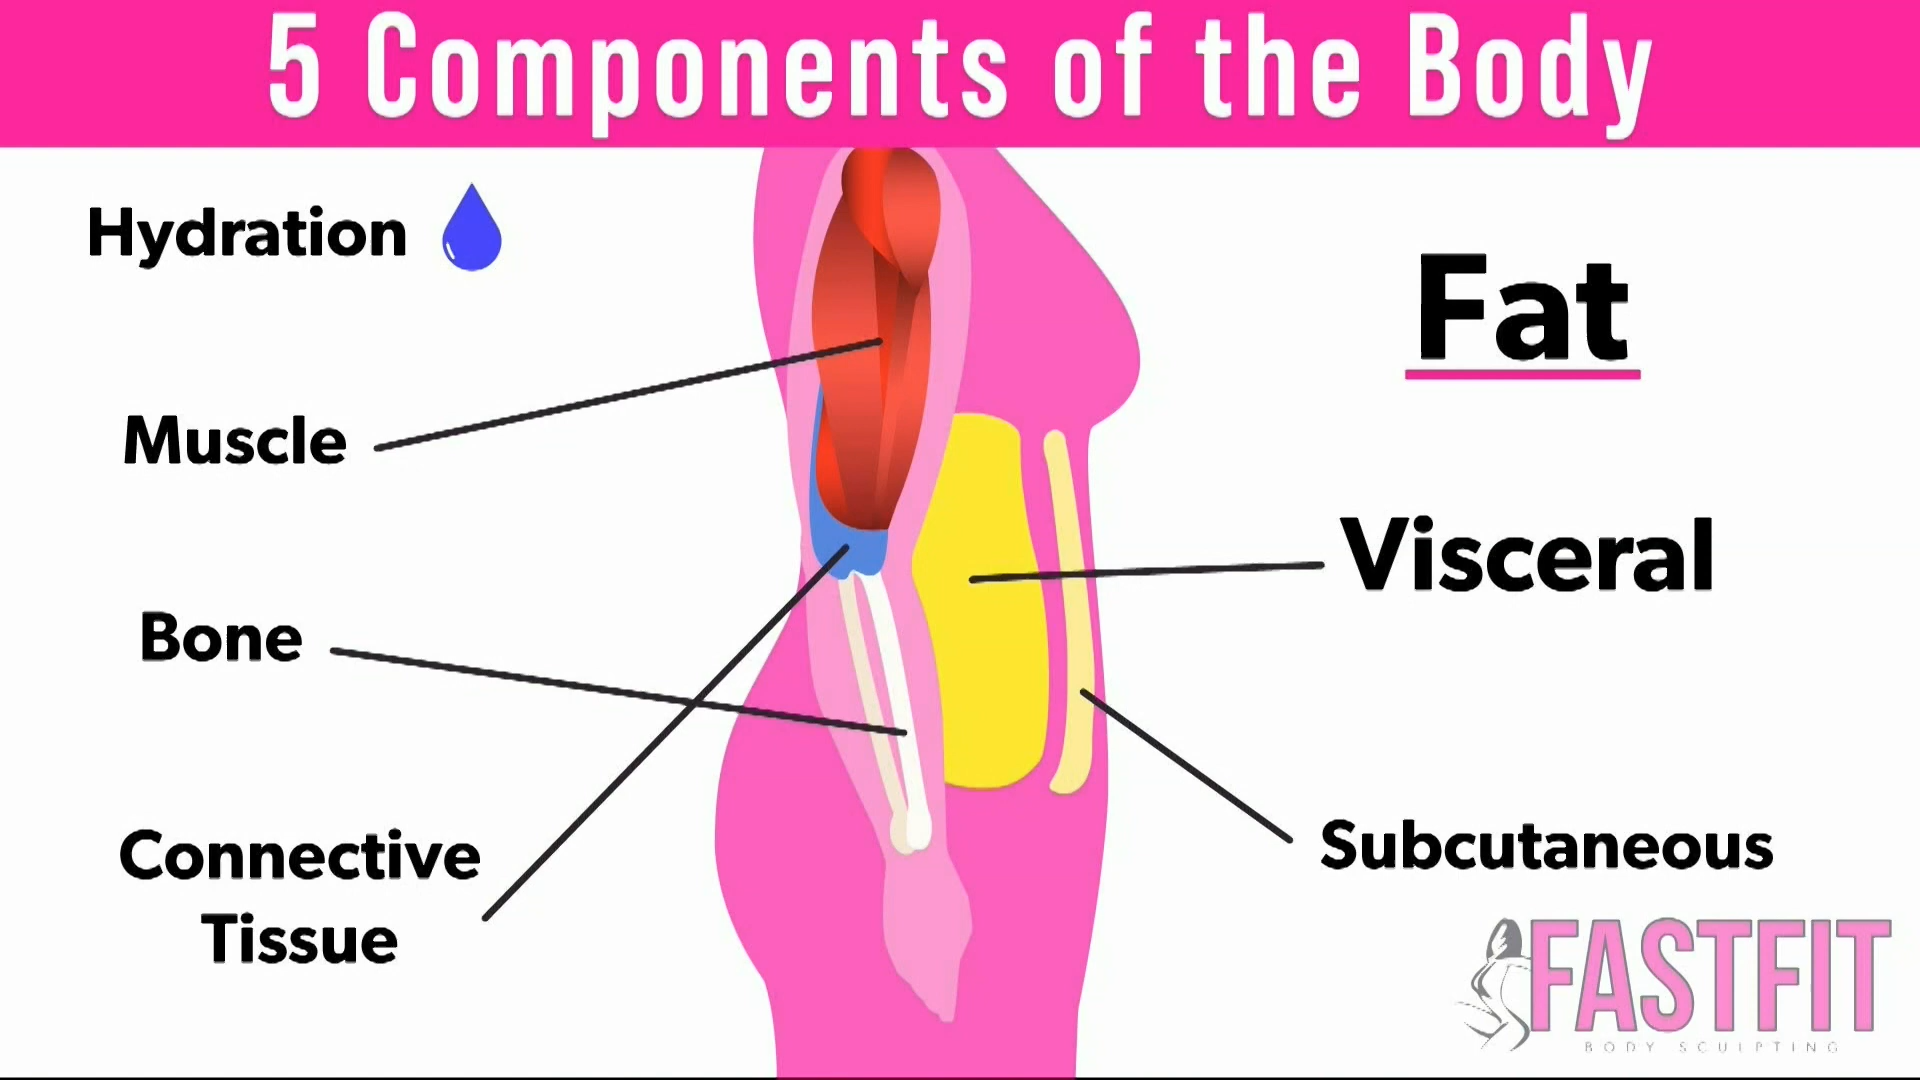 5 Components of the Body
Hydration
Muscle
Bone
Connective
Tissue
Fat
Visceral
Subcutaneous
FASTFIT
BODY SCULPTING